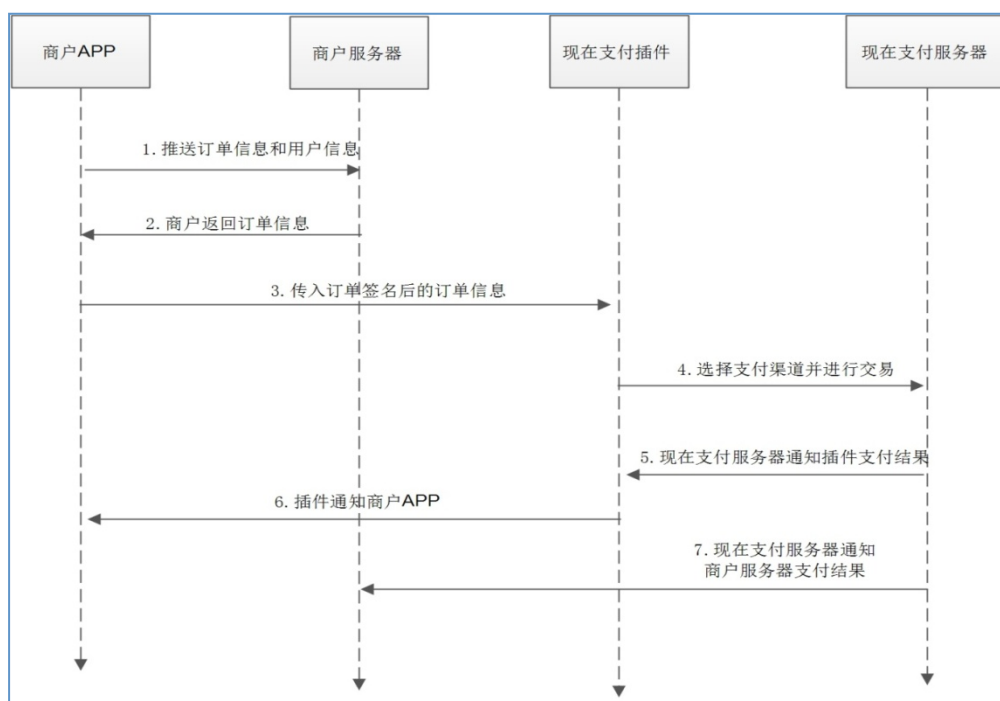 商户APP
商户服务器
现在支付插件
现在支付服务器
1.推送订单信息和用户信息
2.商户返回订单信息
3.传入订单签名后的订单信息
4.选择支付渠道并进行交易
5.现在支付服务器通知插件支付结果
6.插件通知商户APP
7.现在支付服务器通知
商户服务器支付结果